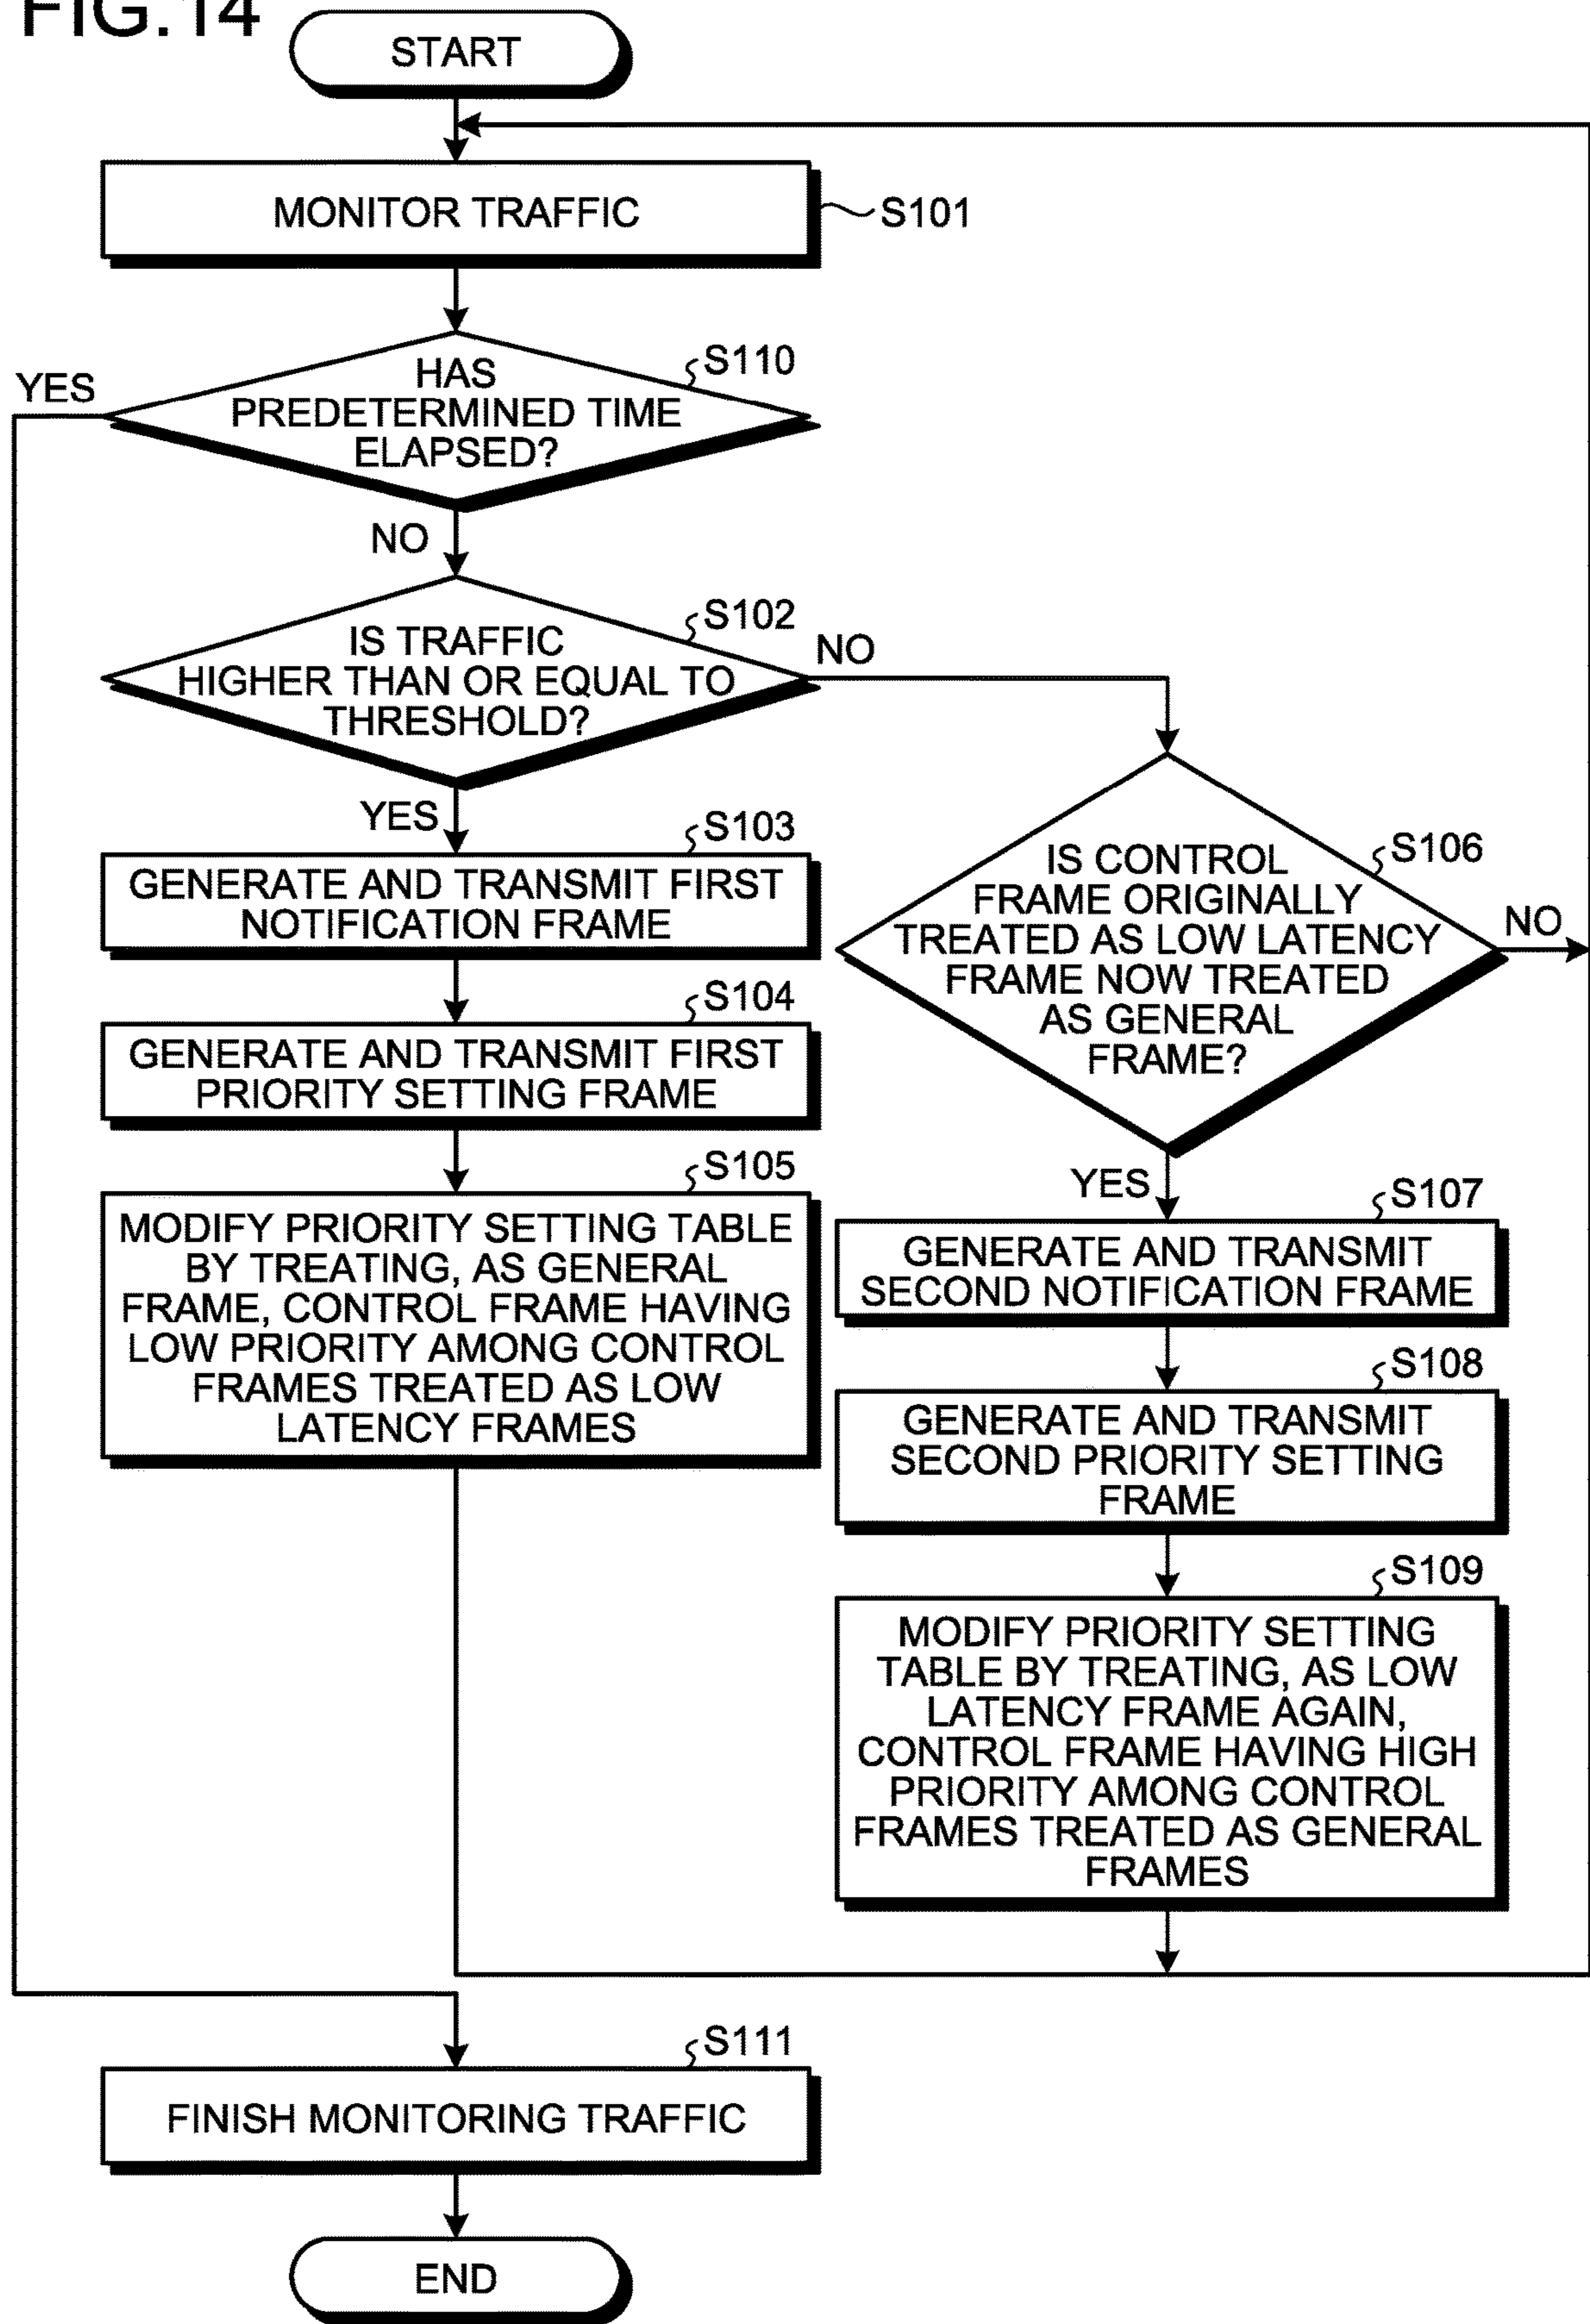 FIG.14
START
MONITOR TRAFFIC
S101
S110
HAS
PREDETERMINED TIME
ELAPSED?
YES
NO
S102
IS TRAFFIC
HIGHER THAN OR EQUAL TO
THRESHOLD?
NO
YES
S103
GENERATE AND TRANSMIT FIRST
NOTIFICATION FRAME
S104
GENERATE AND TRANSMIT FIRST
PRIORITY SETTING FRAME
S105
MODIFY PRIORITY SETTING TABLE
BY TREATING, AS GENERAL
FRAME, CONTROL FRAME HAVING
LOW PRIORITY AMONG CONTROL
FRAMES TREATED AS LOW
LATENCY FRAMES
S106
IS CONTROL
FRAME ORIGINALLY
TREATED AS LOW LATENCY
FRAME NOW TREATED
AS GENERAL
FRAME?
NO
YES
S107
GENERATE AND TRANSMIT
SECOND NOTIFICATION FRAME
S108
GENERATE AND TRANSMIT
SECOND PRIORITY SETTING
FRAME
S109
MODIFY PRIORITY SETTING
TABLE BY TREATING, AS LOW
LATENCY FRAME AGAIN,
CONTROL FRAME HAVING HIGH
PRIORITY AMONG CONTROL
FRAMES TREATED AS GENERAL
FRAMES
S111
FINISH MONITORING TRAFFIC
END